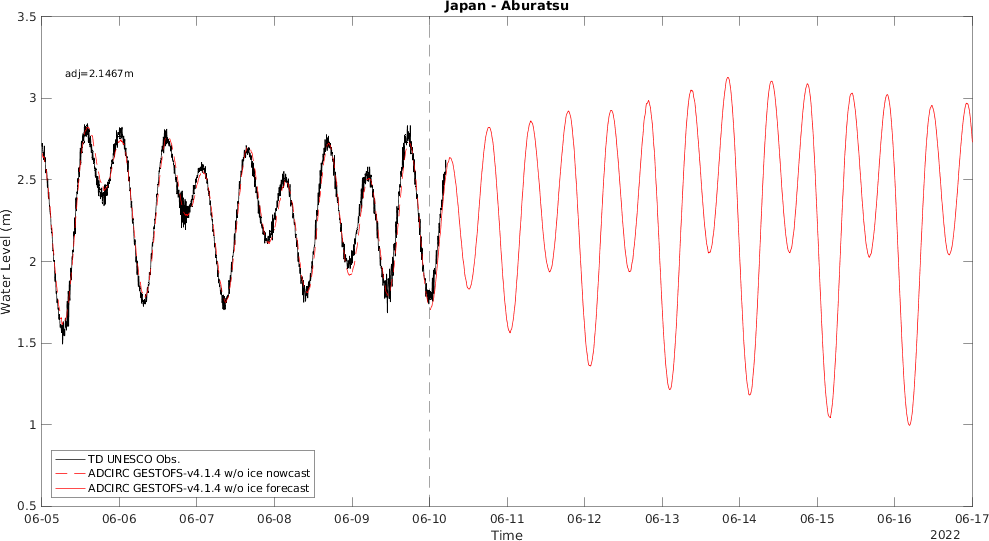 Japan - Aburatsu
3.5
adj=2.1467m
3
2.5
2
1.5
1
0.5
Water Level (m)
TD UNESCO Obs.
ADCIRC GESTOFS-v4.1.4 w/o ice nowcast
ADCIRC GESTOFS-v4.1.4 w/o ice forecast
06-05 06-06 06-07 06-08 06-09 06-10 06-11 06-12 06-13 06-14 06-15 06-16 06-17
Time
2022